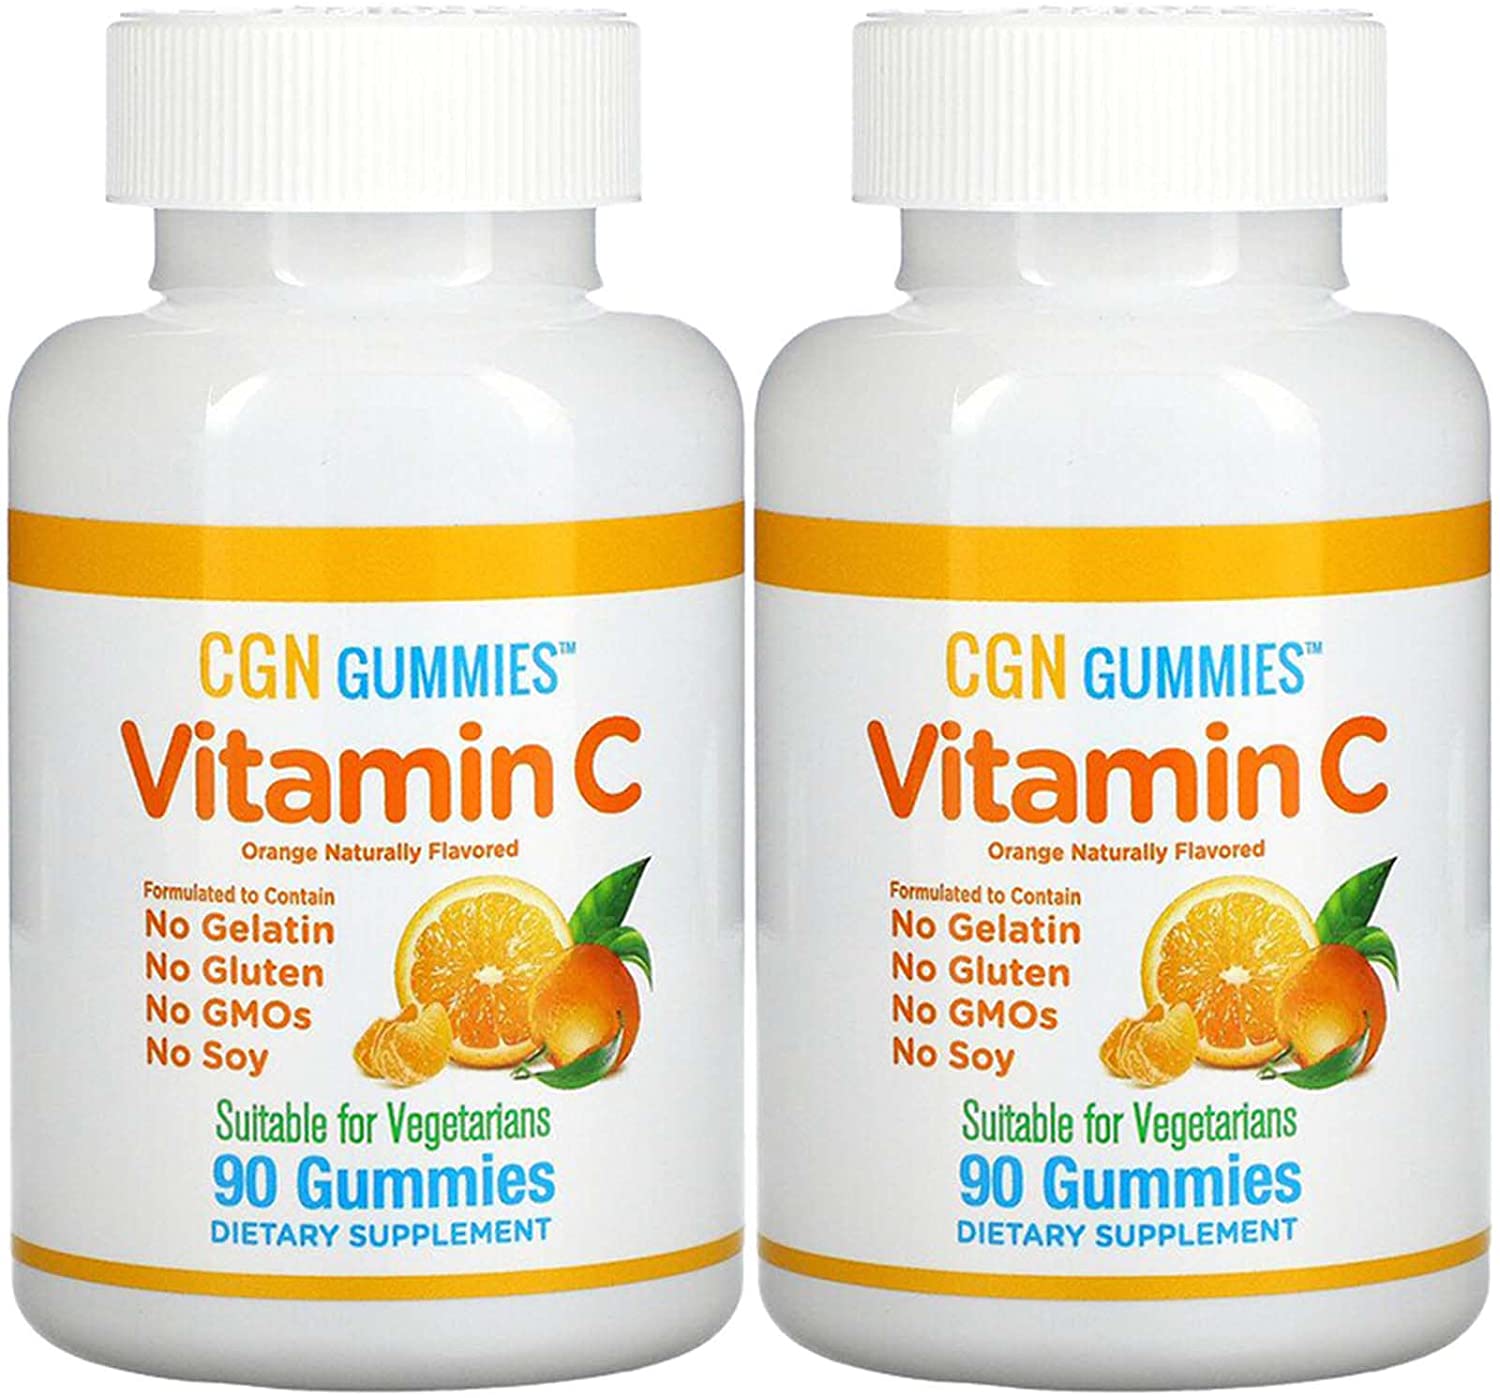 CGN GUMMIES™
Vitamin C
Orange Naturally Flavored
Formulated to Contain
No Gelatin
No Gluten
No GMOs
No Soy
Suitable for Vegetarians
90 Gummies
DIETARY SUPPLEMENT
CGN GUMMIES™
Vitamin C
Orange Naturally Flavored
Formulated to Contain
No Gelatin
No Gluten
No GMOs
No Soy
Suitable for Vegetarians
90 Gummies
DIETARY SUPPLEMENT